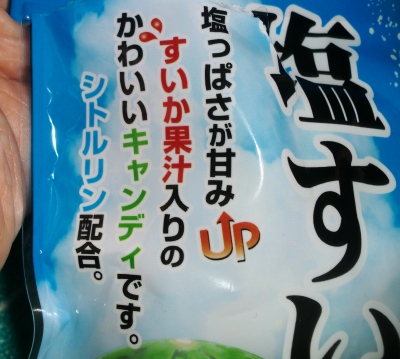 塩すい
塩っぱさが甘みUP
すいか果汁入りの
かわいいキャンディです。
シトルリン配合。